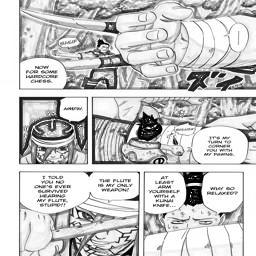 NOW
FOR SOME
HARDCORE
CHESS.
IT'S MY
TURN TO
CORNER
YOU WITH
MY PAWNS.
I TOLD
YOU NO
ONE'S EVER
SURVIVED
HEARING
MY FLUTE,
STUPID!!
THE FLUTE
IS MY ONLY
WEAPON!
AT
LEAST ARM
YOURSELF
WITH A
KUNAI
KNIFE...
WHY SO
RELAXED?